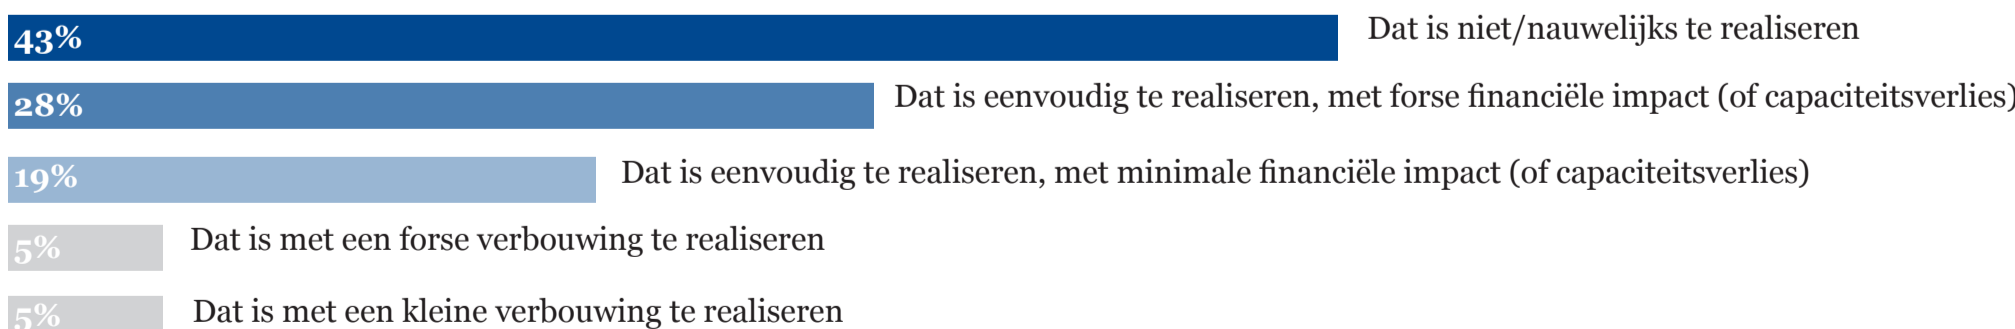 43% Dat is niet/nauwelijks te realiseren
28% Dat is eenvoudig te realiseren, met forse financiële impact (of capaciteitsverlies)
19% Dat is eenvoudig te realiseren, met minimale financiële impact (of capaciteitsverlies)
5% Dat is met een forse verbouwing te realiseren
5% Dat is met een kleine verbouwing te realiseren